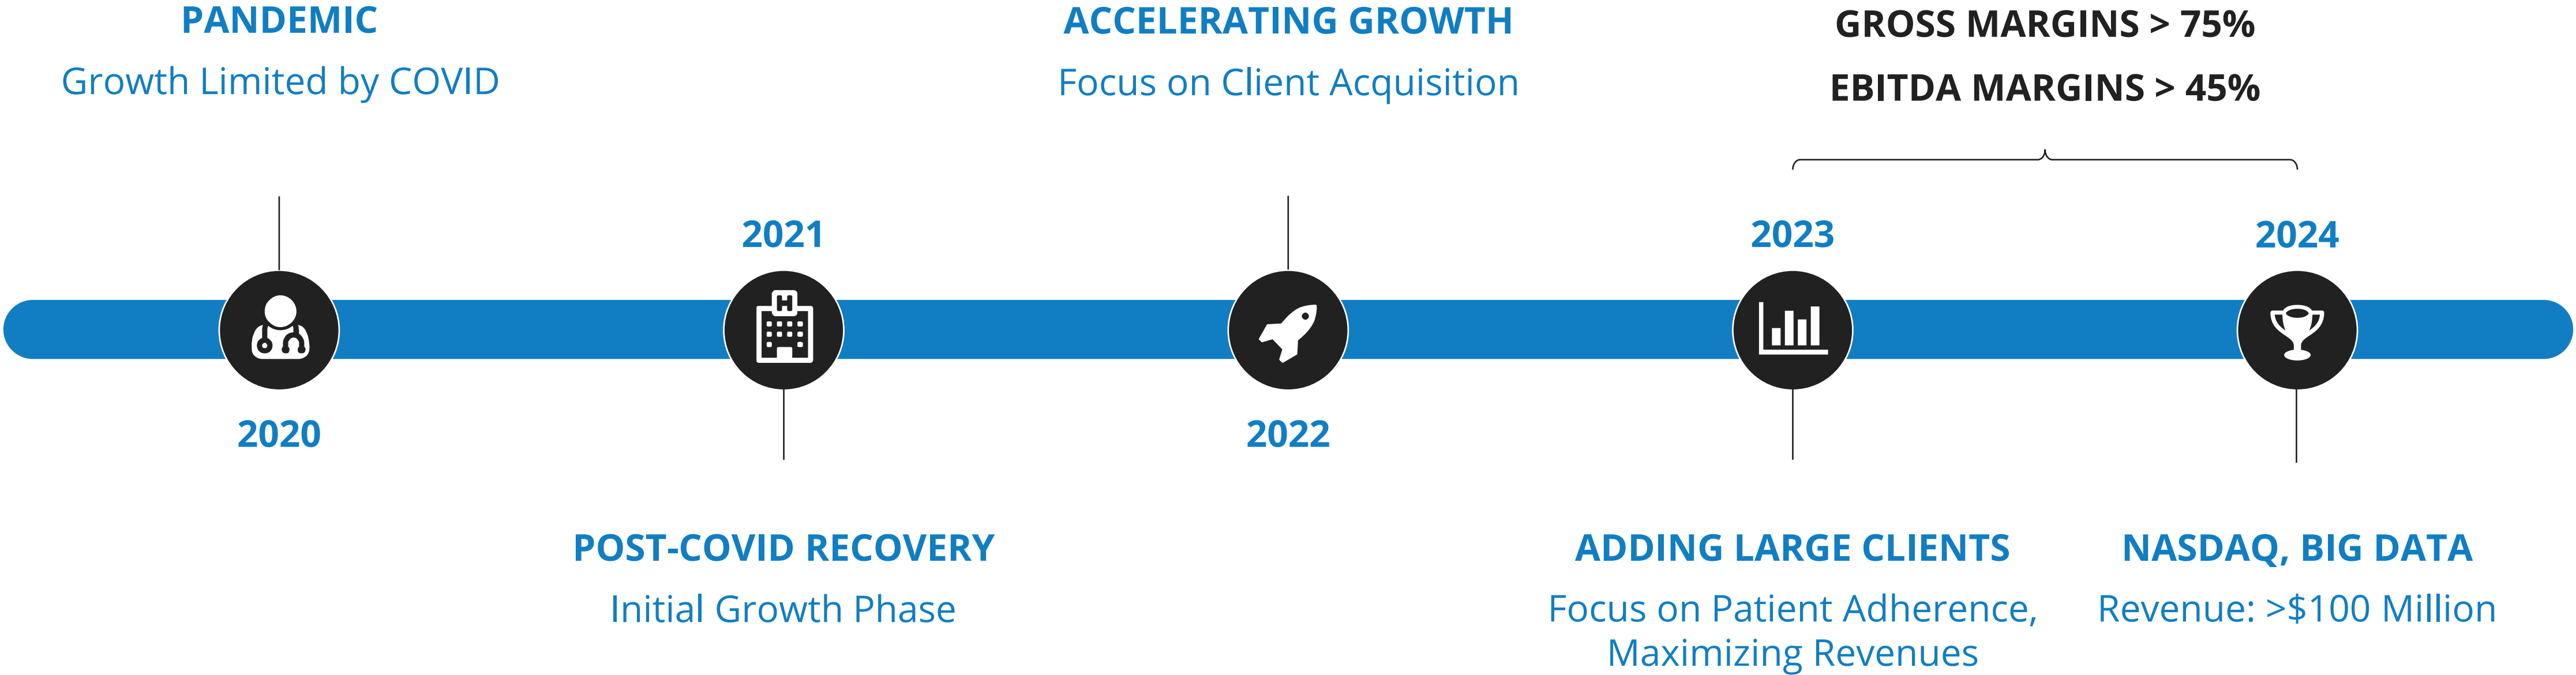 PANDEMIC
Growth Limited by COVID
2020
2021
POST-COVID RECOVERY
Initial Growth Phase
ACCELERATING GROWTH
Focus on Client Acquisition
2022
GROSS MARGINS > 75%
EBITDA MARGINS > 45%
2023
ADDING LARGE CLIENTS
Focus on Patient Adherence,
Maximizing Revenues
2024
NASDAQ, BIG DATA
Revenue: >$100 Million
H